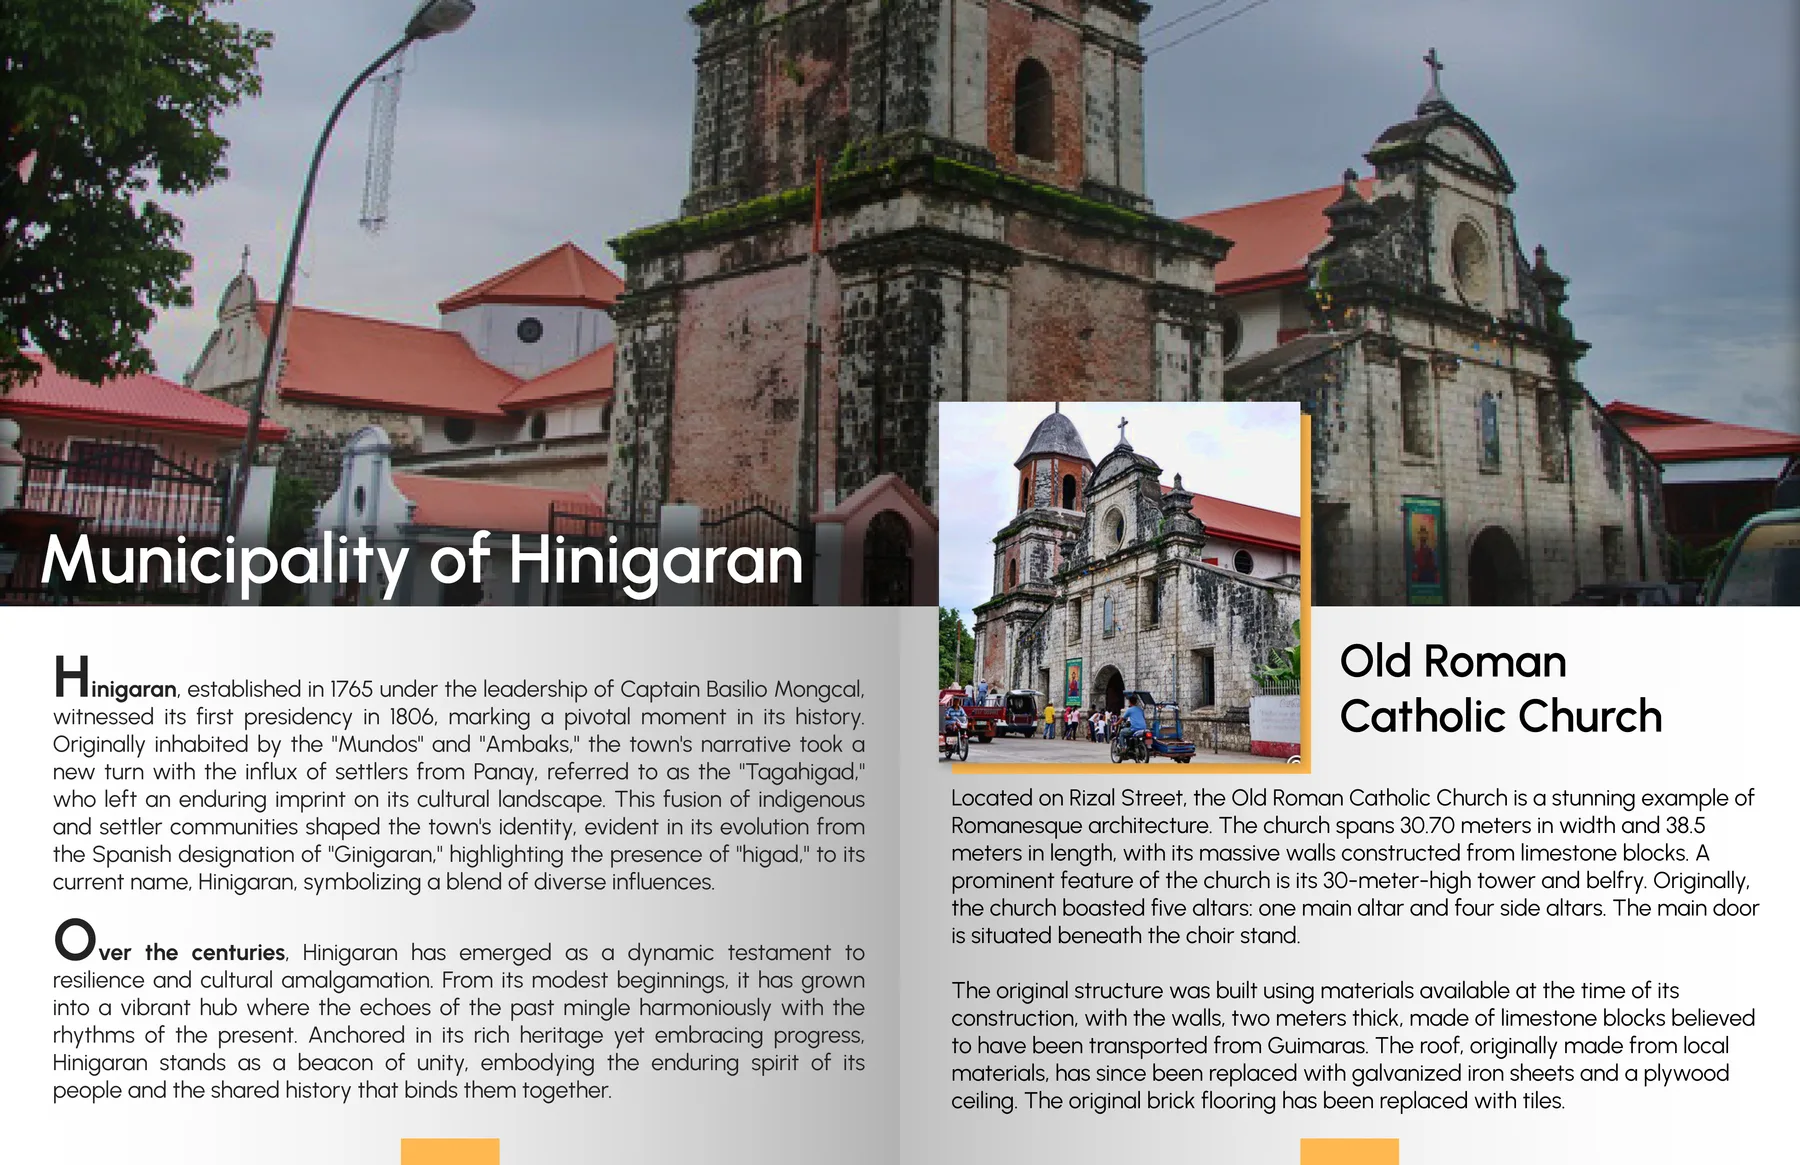 Municipality of Hinigaran
Hinigaran, established in 1765 under the leadership of Captain Basilio Mongcal,
witnessed its first presidency in 1806, marking a pivotal moment in its history.
Originally inhabited by the "Mundos" and "Ambaks," the town's narrative took a
new turn with the influx of settlers from Panay, referred to as the "Tagahigad,"
who left an enduring imprint on its cultural landscape. This fusion of indigenous
and settler communities shaped the town's identity, evident in its evolution from
the Spanish designation of "Ginigaran," highlighting the presence of "higad," to its
current name, Hinigaran, symbolizing a blend of diverse influences.
Over the centuries, Hinigaran has emerged as a dynamic testament to
resilience and cultural amalgamation. From its modest beginnings, it has grown
into a vibrant hub where the echoes of the past mingle harmoniously with the
rhythms of the present. Anchored in its rich heritage yet embracing progress,
Hinigaran stands as a beacon of unity, embodying the enduring spirit of its
people and the shared history that binds them together.
Old Roman
Catholic Church
Located on Rizal Street, the Old Roman Catholic Church is a stunning example of
Romanesque architecture. The church spans 30.70 meters in width and 38.5
meters in length, with its massive walls constructed from limestone blocks. A
prominent feature of the church is its 30-meter-high tower and belfry. Originally,
the church boasted five altars: one main altar and four side altars. The main door
is situated beneath the choir stand.
The original structure was built using materials available at the time of its
construction, with the walls, two meters thick, made of limestone blocks believed
to have been transported from Guimaras. The roof, originally made from local
materials, has since been replaced with galvanized iron sheets and a plywood
ceiling. The original brick flooring has been replaced with tiles.